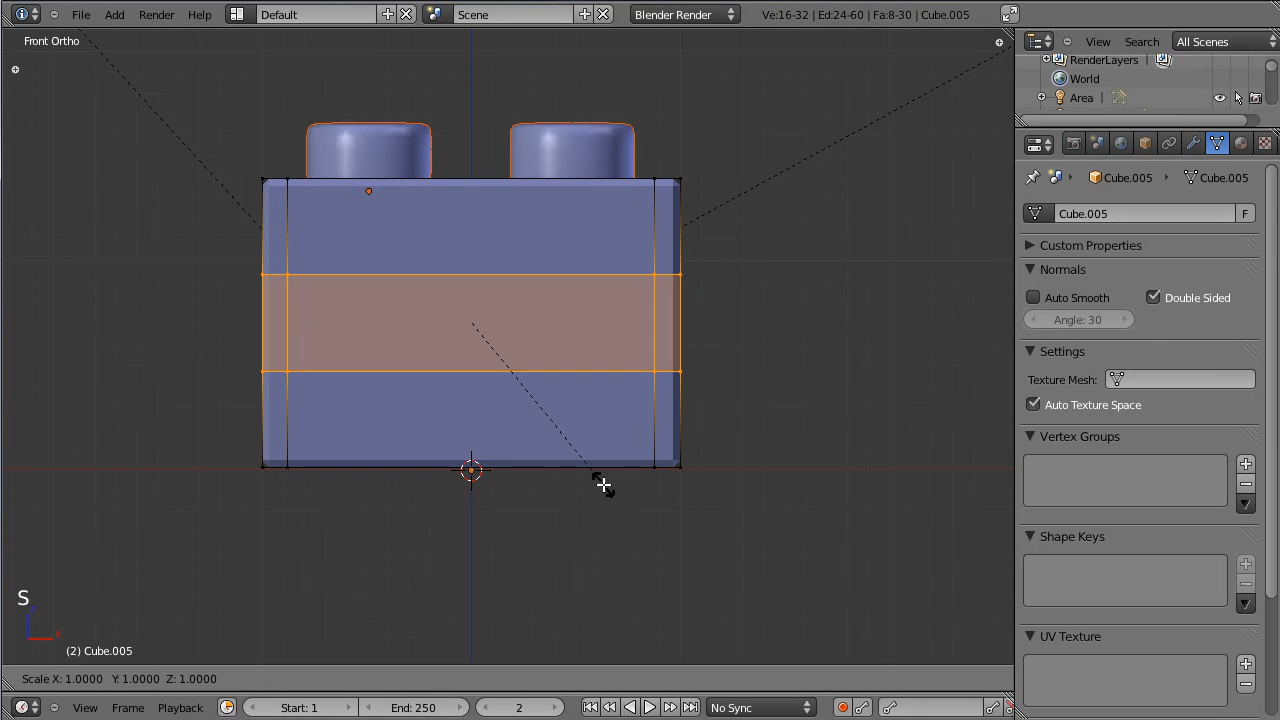 File Add Render Help Default Scene Blender Render Ve:16-32 | Ed:24-60 | Fa:8-30 | Cube.005
Front Ortho
View Search All Scenes
RenderLayers
World
Area
Cube.005 Cube.005
Cube.005 F
Custom Properties
Normals
Auto Smooth Double Sided
Angle: 30
Settings
Texture Mesh:
Auto Texture Space
Vertex Groups
Shape Keys
UV Texture
S
(2) Cube.005
Scale X: 1.0000 Y: 1.0000 Z: 1.0000
View Frame Playback Start: 1 End: 250 2 No Sync